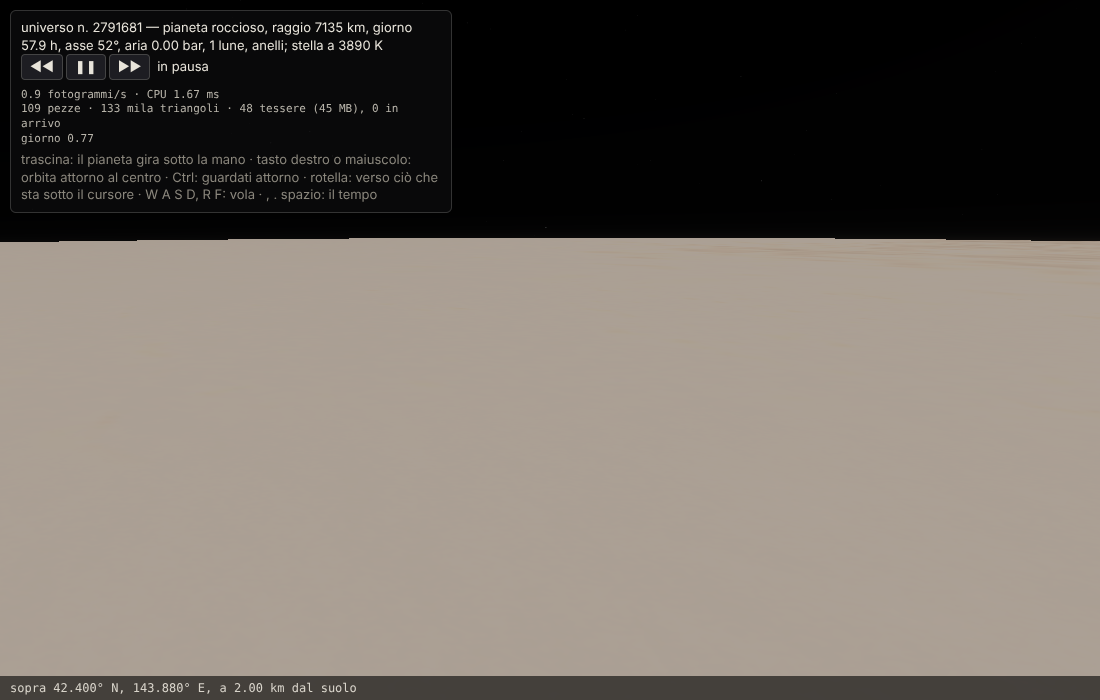 universo n. 2791681 — pianeta roccioso, raggio 7135 km, giorno
57.9 h, asse 52°, aria 0.00 bar, 1 lune, anelli; stella a 3890 K
in pausa
0.9 fotogrammi/s · CPU 1.67 ms
109 pezze · 133 mila triangoli · 48 tessere (45 MB), 0 in
arrivo
giorno 0.77
trascina: il pianeta gira sotto la mano · tasto destro o maiuscolo:
orbita attorno al centro · Ctrl: guardati attorno · rotella: verso ciò che
sta sotto il cursore · W A S D, R F: vola · , . spazio: il tempo
sopra 42.400° N, 143.880° E, a 2.00 km dal suolo